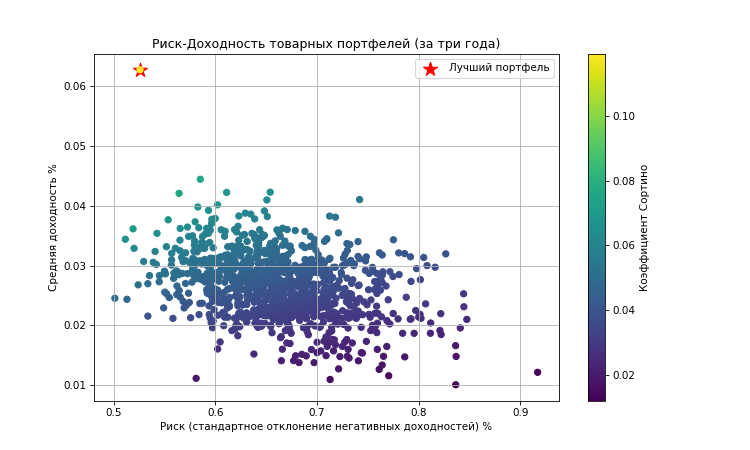 Риск-Доходность товарных портфелей (за три года)
Лучший портфель
Средняя доходность %
0.06
0.05
0.04
0.03
0.02
0.01
0.5 0.6 0.7 0.8 0.9
Риск (стандартное отклонение негативных доходностей) %
0.10
0.08
0.06
0.04
0.02
Коэффициент Сортино